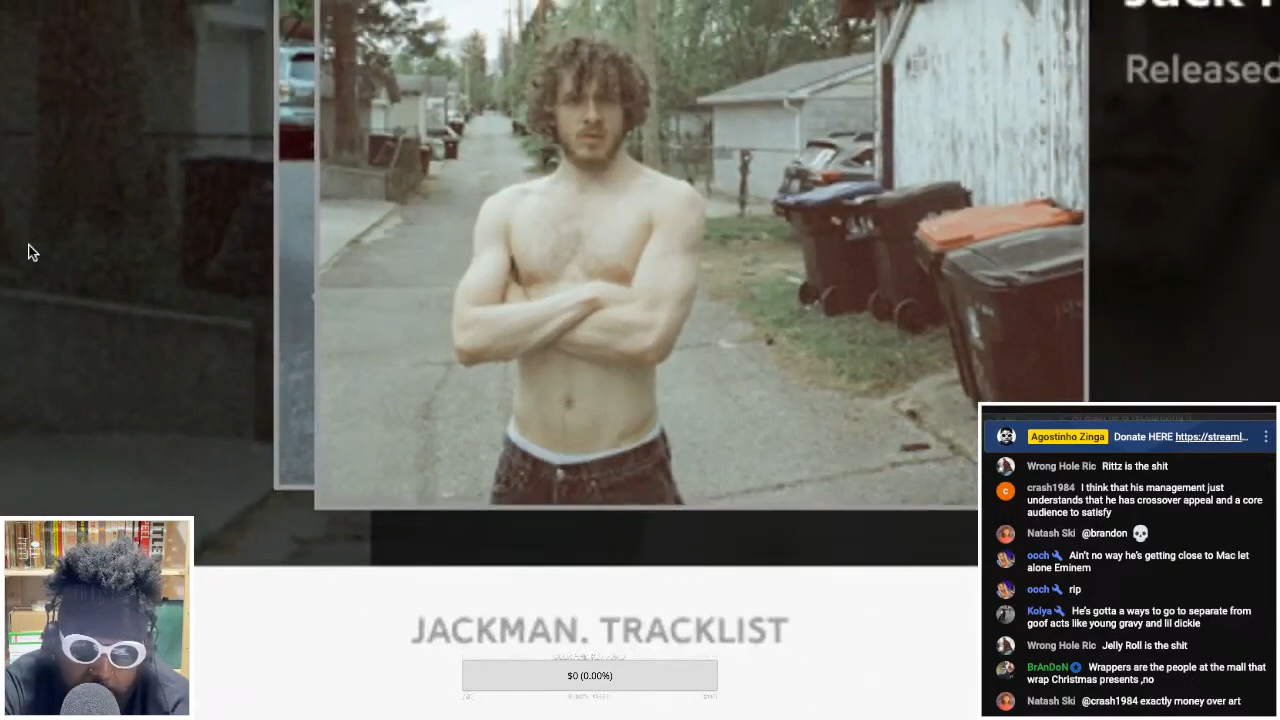 Released
Agostinho Zinga Donate HERE https://streaml...
Wrong Hole Ric Rittz is the shit
crash1984 I think that his management just
understands that he has crossover appeal and a core
audience to satisfy
Natash Ski @brandon 💀
ooch Ain't no way he's getting close to Mac let
alone Eminem
ooch rip
Kolya He's gotta a ways to go to separate from
goof acts like young gravy and lil dickie
Wrong Hole Ric Jelly Roll is the shit
BrAnDoN Wrappers are the people at the mall that
wrap Christmas presents ,no
Natash Ski @crash1984 exactly money over art
JACKMAN. TRACKLIST
$0 (0.00%)